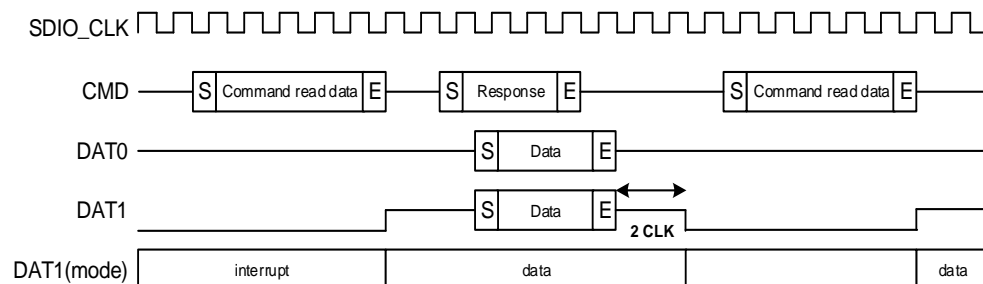 SDIO_CLK
CMD S Command read data E S Response E S Command read data E
DAT0 S Data E
DAT1 S Data E
2 CLK
DAT1(mode) interrupt data data